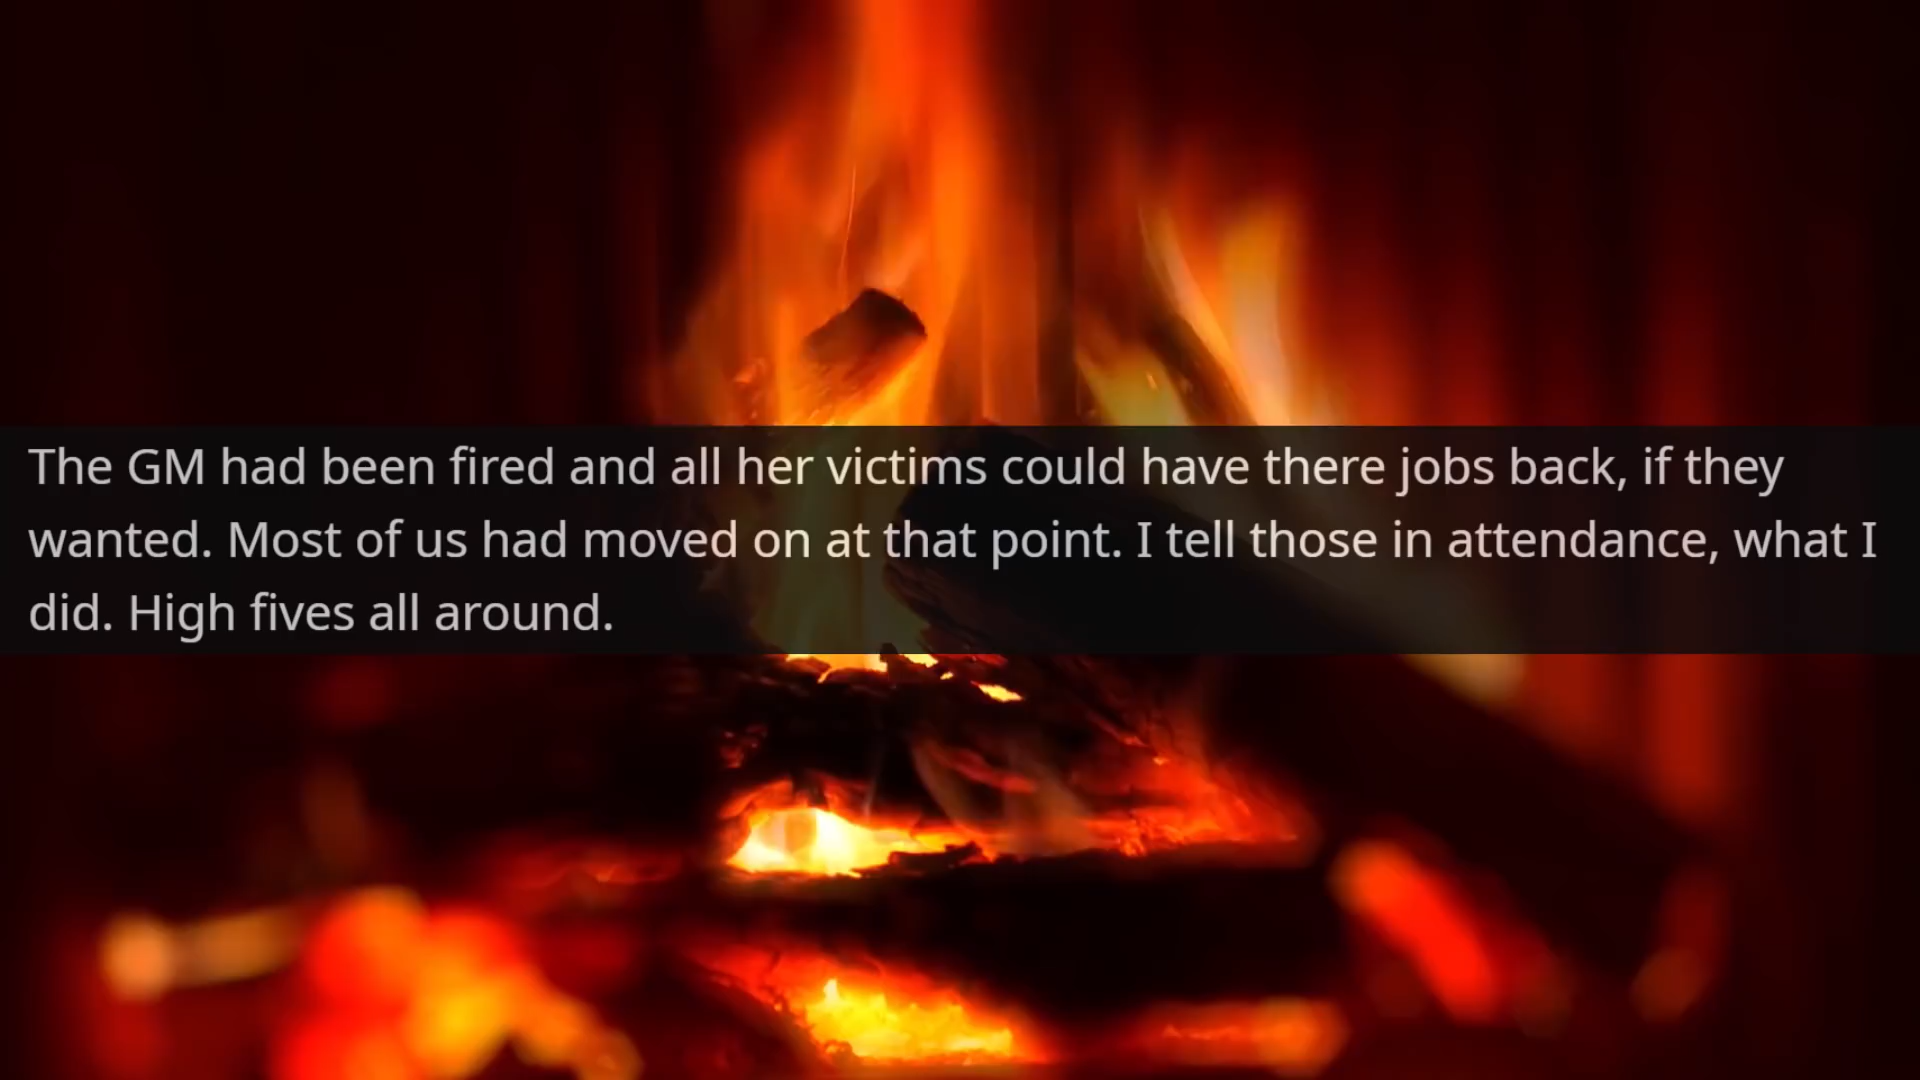 The GM had been fired and all her victims could have there jobs back, if they
wanted. Most of us had moved on at that point. I tell those in attendance, what I
did. High fives all around.